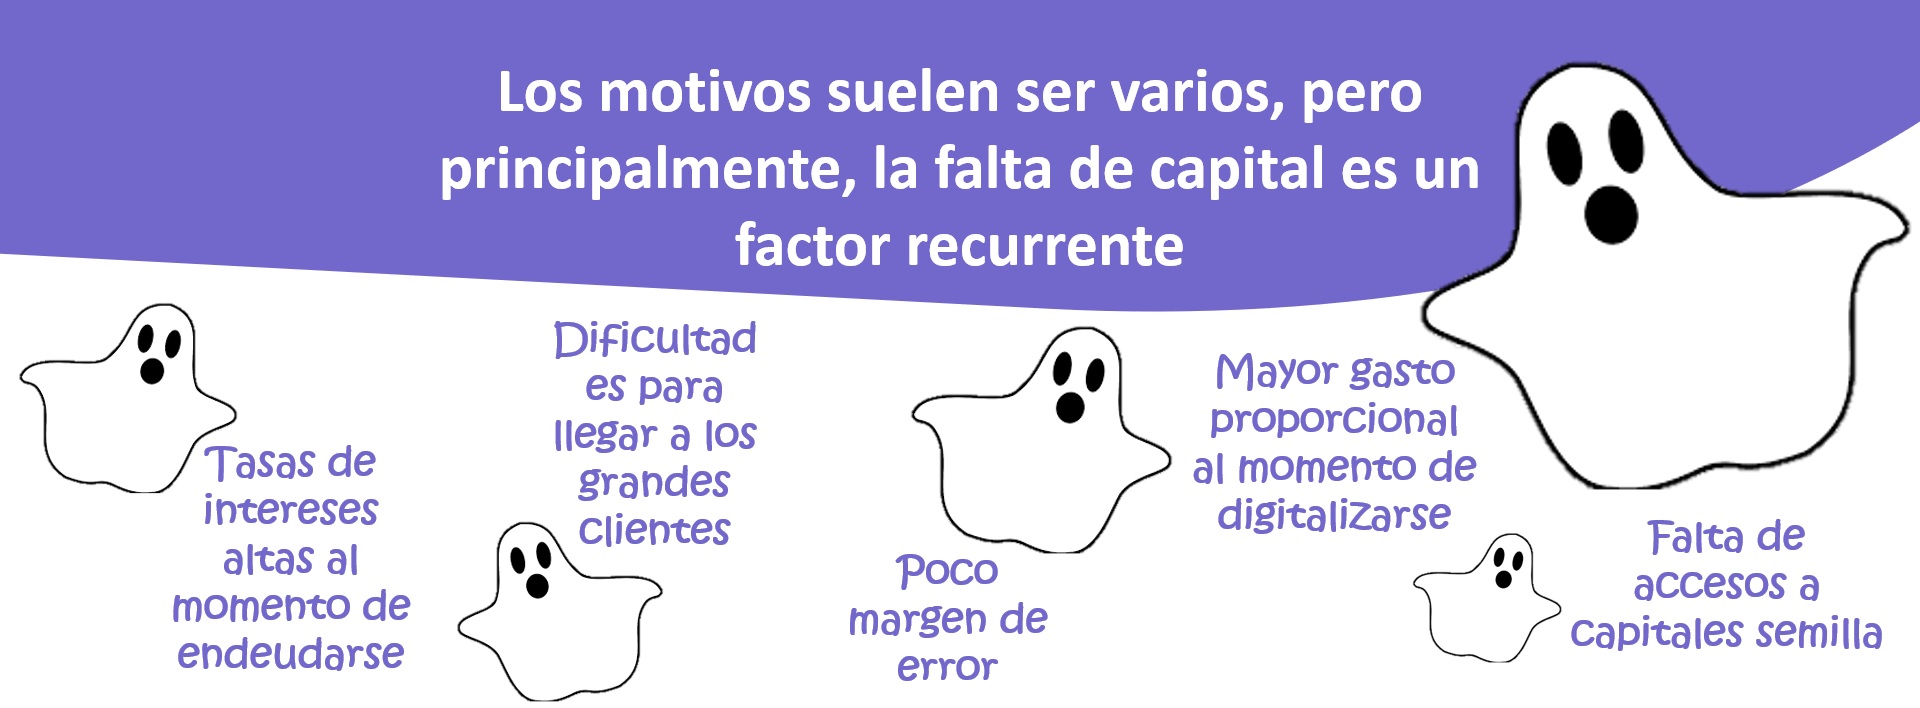 Los motivos suelen ser varios, pero
principalmente, la falta de capital es un
factor recurrente
Tasas de
intereses
altas al
momento de
endeudarse
Dificultad
es para
llegar a los
grandes
clientes
Poco
margen de
error
Mayor gasto
proporcional
al momento de
digitalizarse
Falta de
accesos a
capitales semilla